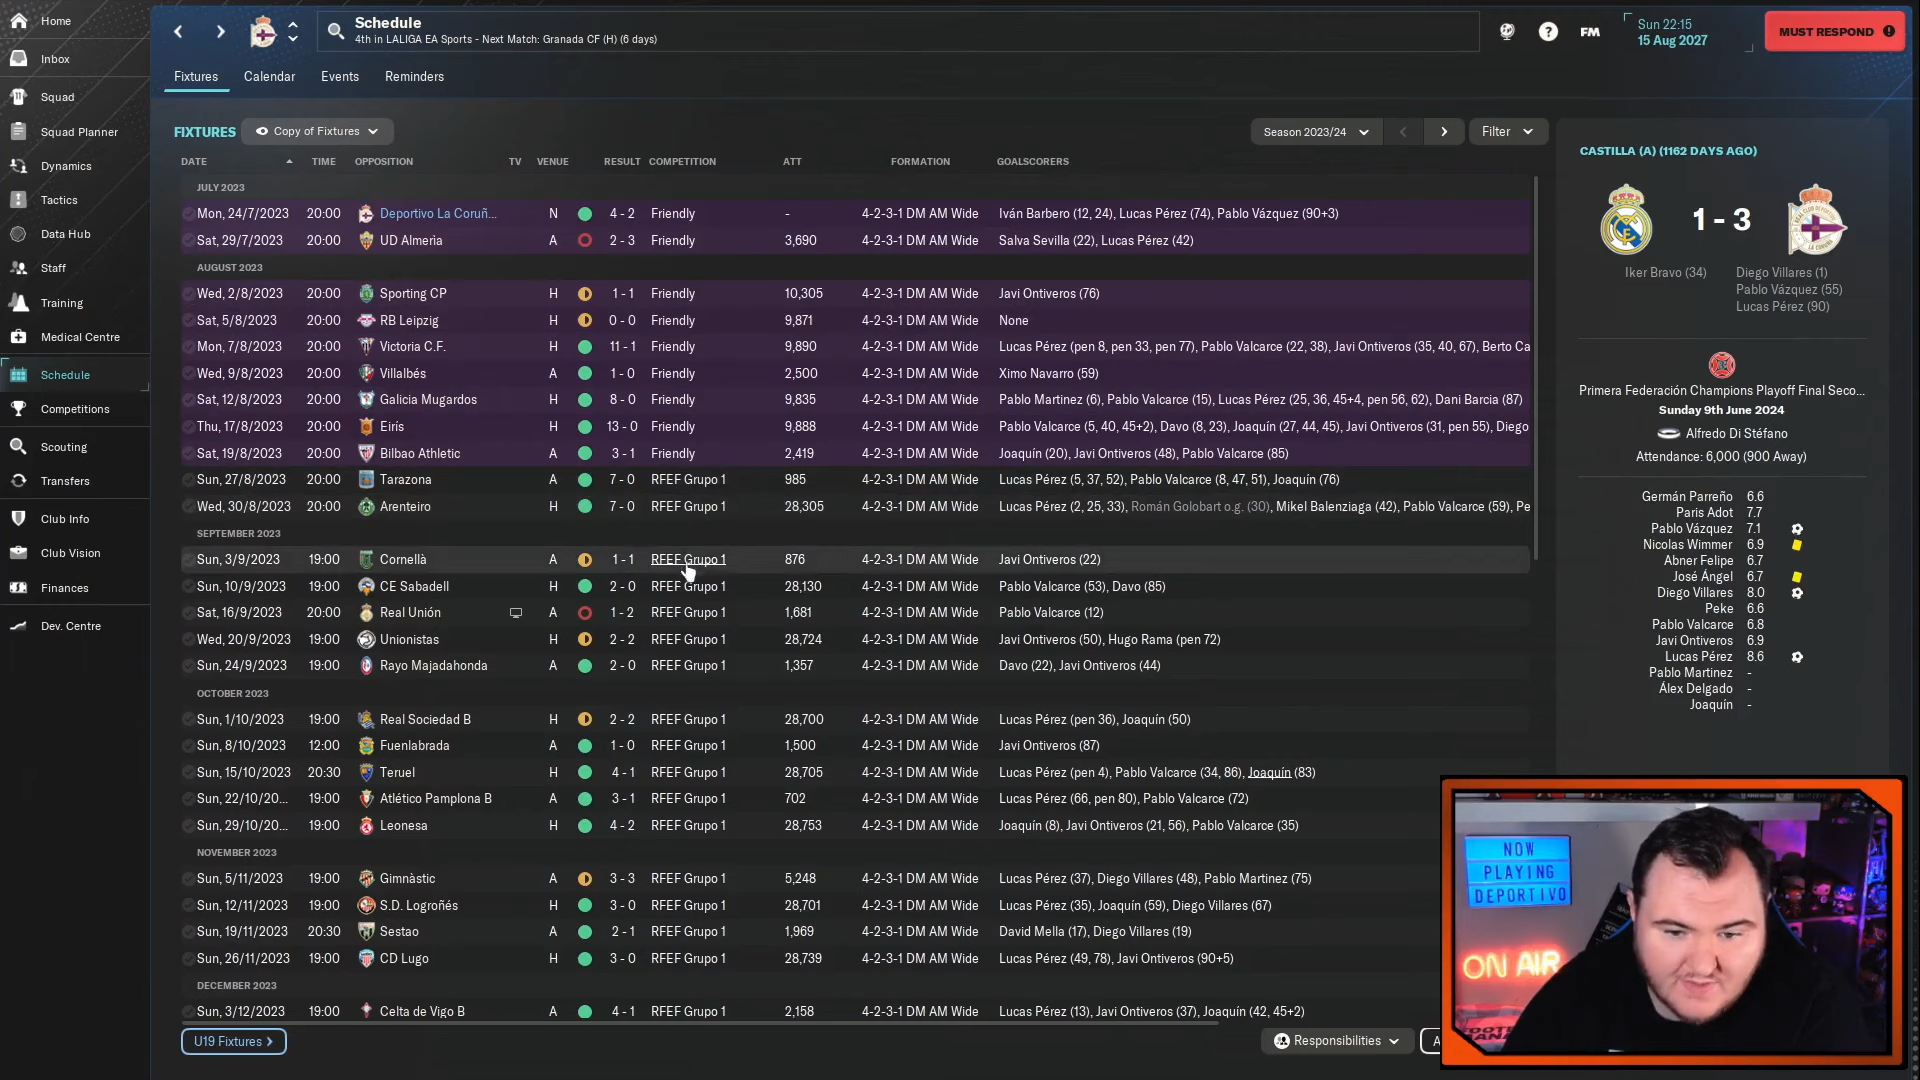 Home
Inbox
Squad
Squad Planner
Dynamics
Tactics
Data Hub
Staff
Training
Medical Centre
Schedule
Competitions
Scouting
Transfers
Club Info
Club Vision
Finances
Dev. Centre
Schedule
4th in LALIGA EA Sports - Next Match: Granada CF (H) (6 days)
FM
Sun 22:15
15 Aug 2027
MUST RESPOND
Fixtures Calendar Events Reminders
FIXTURES Copy of Fixtures Season 2023/24 Filter
DATE TIME OPPOSITION TV VENUE RESULT COMPETITION ATT FORMATION GOALSCORERS
JULY 2023
Mon, 24/7/2023 20:00 Deportivo La Coruñ... N 4 - 2 Friendly - 4-2-3-1 DM AM Wide Iván Barbero (12, 24), Lucas Pérez (74), Pablo Vázquez (90+3)
Sat, 29/7/2023 20:00 UD Almería A 2 - 3 Friendly 3,690 4-2-3-1 DM AM Wide Salva Sevilla (22), Lucas Pérez (42)
AUGUST 2023
Wed, 2/8/2023 20:00 Sporting CP H 1 - 1 Friendly 10,305 4-2-3-1 DM AM Wide Javi Ontiveros (76)
Sat, 5/8/2023 20:00 RB Leipzig H 0 - 0 Friendly 9,871 4-2-3-1 DM AM Wide None
Mon, 7/8/2023 20:00 Victoria C.F. H 11 - 1 Friendly 9,890 4-2-3-1 DM AM Wide Lucas Pérez (pen 8, pen 33, pen 77), Pablo Valcarce (22, 38), Javi Ontiveros (35, 40, 67), Berto Ca
Wed, 9/8/2023 20:00 Villalbés A 1 - 0 Friendly 2,500 4-2-3-1 DM AM Wide Ximo Navarro (59)
Sat, 12/8/2023 20:00 Galicia Mugardos H 8 - 0 Friendly 9,835 4-2-3-1 DM AM Wide Pablo Martinez (6), Pablo Valcarce (15), Lucas Pérez (25, 36, 45+4, pen 56, 62), Dani Barcia (87)
Thu, 17/8/2023 20:00 Eirís H 13 - 0 Friendly 9,888 4-2-3-1 DM AM Wide Pablo Valcarce (5, 40, 45+2), Davo (8, 23), Joaquín (27, 44, 45), Javi Ontiveros (31, pen 55), Diego
Sat, 19/8/2023 20:00 Bilbao Athletic A 3 - 1 Friendly 2,419 4-2-3-1 DM AM Wide Joaquín (20), Javi Ontiveros (48), Pablo Valcarce (85)
Sun, 27/8/2023 20:00 Tarazona A 7 - 0 RFEF Grupo 1 985 4-2-3-1 DM AM Wide Lucas Pérez (5, 37, 52), Pablo Valcarce (8, 47, 51), Joaquín (76)
Wed, 30/8/2023 20:00 Arenteiro H 7 - 0 RFEF Grupo 1 28,305 4-2-3-1 DM AM Wide Lucas Pérez (2, 25, 33), Román Golobart o.g. (30), Mikel Balenziaga (42), Pablo Valcarce (59), Pe
SEPTEMBER 2023
Sun, 3/9/2023 19:00 Cornellà A 1 - 1 RFEF Grupo 1 876 4-2-3-1 DM AM Wide Javi Ontiveros (22)
Sun, 10/9/2023 19:00 CE Sabadell H 2 - 0 RFEF Grupo 1 28,130 4-2-3-1 DM AM Wide Pablo Valcarce (53), Davo (85)
Sat, 16/9/2023 20:00 Real Unión A 1 - 2 RFEF Grupo 1 1,681 4-2-3-1 DM AM Wide Pablo Valcarce (12)
Wed, 20/9/2023 19:00 Unionistas H 2 - 2 RFEF Grupo 1 28,724 4-2-3-1 DM AM Wide Javi Ontiveros (50), Hugo Rama (pen 72)
Sun, 24/9/2023 19:00 Rayo Majadahonda A 2 - 0 RFEF Grupo 1 1,357 4-2-3-1 DM AM Wide Davo (22), Javi Ontiveros (44)
OCTOBER 2023
Sun, 1/10/2023 19:00 Real Sociedad B H 2 - 2 RFEF Grupo 1 28,700 4-2-3-1 DM AM Wide Lucas Pérez (pen 36), Joaquín (50)
Sun, 8/10/2023 12:00 Fuenlabrada A 1 - 0 RFEF Grupo 1 1,500 4-2-3-1 DM AM Wide Javi Ontiveros (87)
Sun, 15/10/2023 20:30 Teruel H 4 - 1 RFEF Grupo 1 28,705 4-2-3-1 DM AM Wide Lucas Pérez (pen 4), Pablo Valcarce (34, 86), Joaquín (83)
Sun, 22/10/20... 19:00 Atlético Pamplona B A 3 - 1 RFEF Grupo 1 702 4-2-3-1 DM AM Wide Lucas Pérez (66, pen 80), Pablo Valcarce (72)
Sun, 29/10/20... 19:00 Leonesa H 4 - 2 RFEF Grupo 1 28,753 4-2-3-1 DM AM Wide Joaquín (8), Javi Ontiveros (21, 56), Pablo Valcarce (35)
NOVEMBER 2023
Sun, 5/11/2023 19:00 Gimnàstic A 3 - 3 RFEF Grupo 1 5,248 4-2-3-1 DM AM Wide Lucas Pérez (37), Diego Villares (48), Pablo Martinez (75)
Sun, 12/11/2023 19:00 S.D. Logroñés H 3 - 0 RFEF Grupo 1 28,701 4-2-3-1 DM AM Wide Lucas Pérez (35), Joaquín (59), Diego Villares (67)
Sun, 19/11/2023 20:30 Sestao A 2 - 1 RFEF Grupo 1 1,969 4-2-3-1 DM AM Wide David Mella (17), Diego Villares (19)
Sun, 26/11/2023 19:00 CD Lugo H 3 - 0 RFEF Grupo 1 28,739 4-2-3-1 DM AM Wide Lucas Pérez (49, 78), Javi Ontiveros (90+5)
DECEMBER 2023
Sun, 3/12/2023 19:00 Celta de Vigo B A 4 - 1 RFEF Grupo 1 2,158 4-2-3-1 DM AM Wide Lucas Pérez (13), Javi Ontiveros (37), Joaquín (42, 45+2)
U19 Fixtures
Responsibilities
A
CASTILLA (A) (1162 DAYS AGO)
1 - 3
Iker Bravo (34) Diego Villares (1)
Pablo Vázquez (55)
Lucas Pérez (90)
Primera Federación Champions Playoff Final Seco...
Sunday 9th June 2024
Alfredo Di Stéfano
Attendance: 6,000 (900 Away)
Germán Parreño 6.6
Paris Adot 7.7
Pablo Vázquez 7.1
Nicolas Wimmer 6.9
Abner Felipe 6.7
José Ángel 6.7
Diego Villares 8.0
Peke 6.6
Pablo Valcarce 6.8
Javi Ontiveros 6.9
Lucas Pérez 8.6
Pablo Martinez -
Álex Delgado -
Joaquín -
NOW
PLAYING
DEPORTIVO
ON AIR